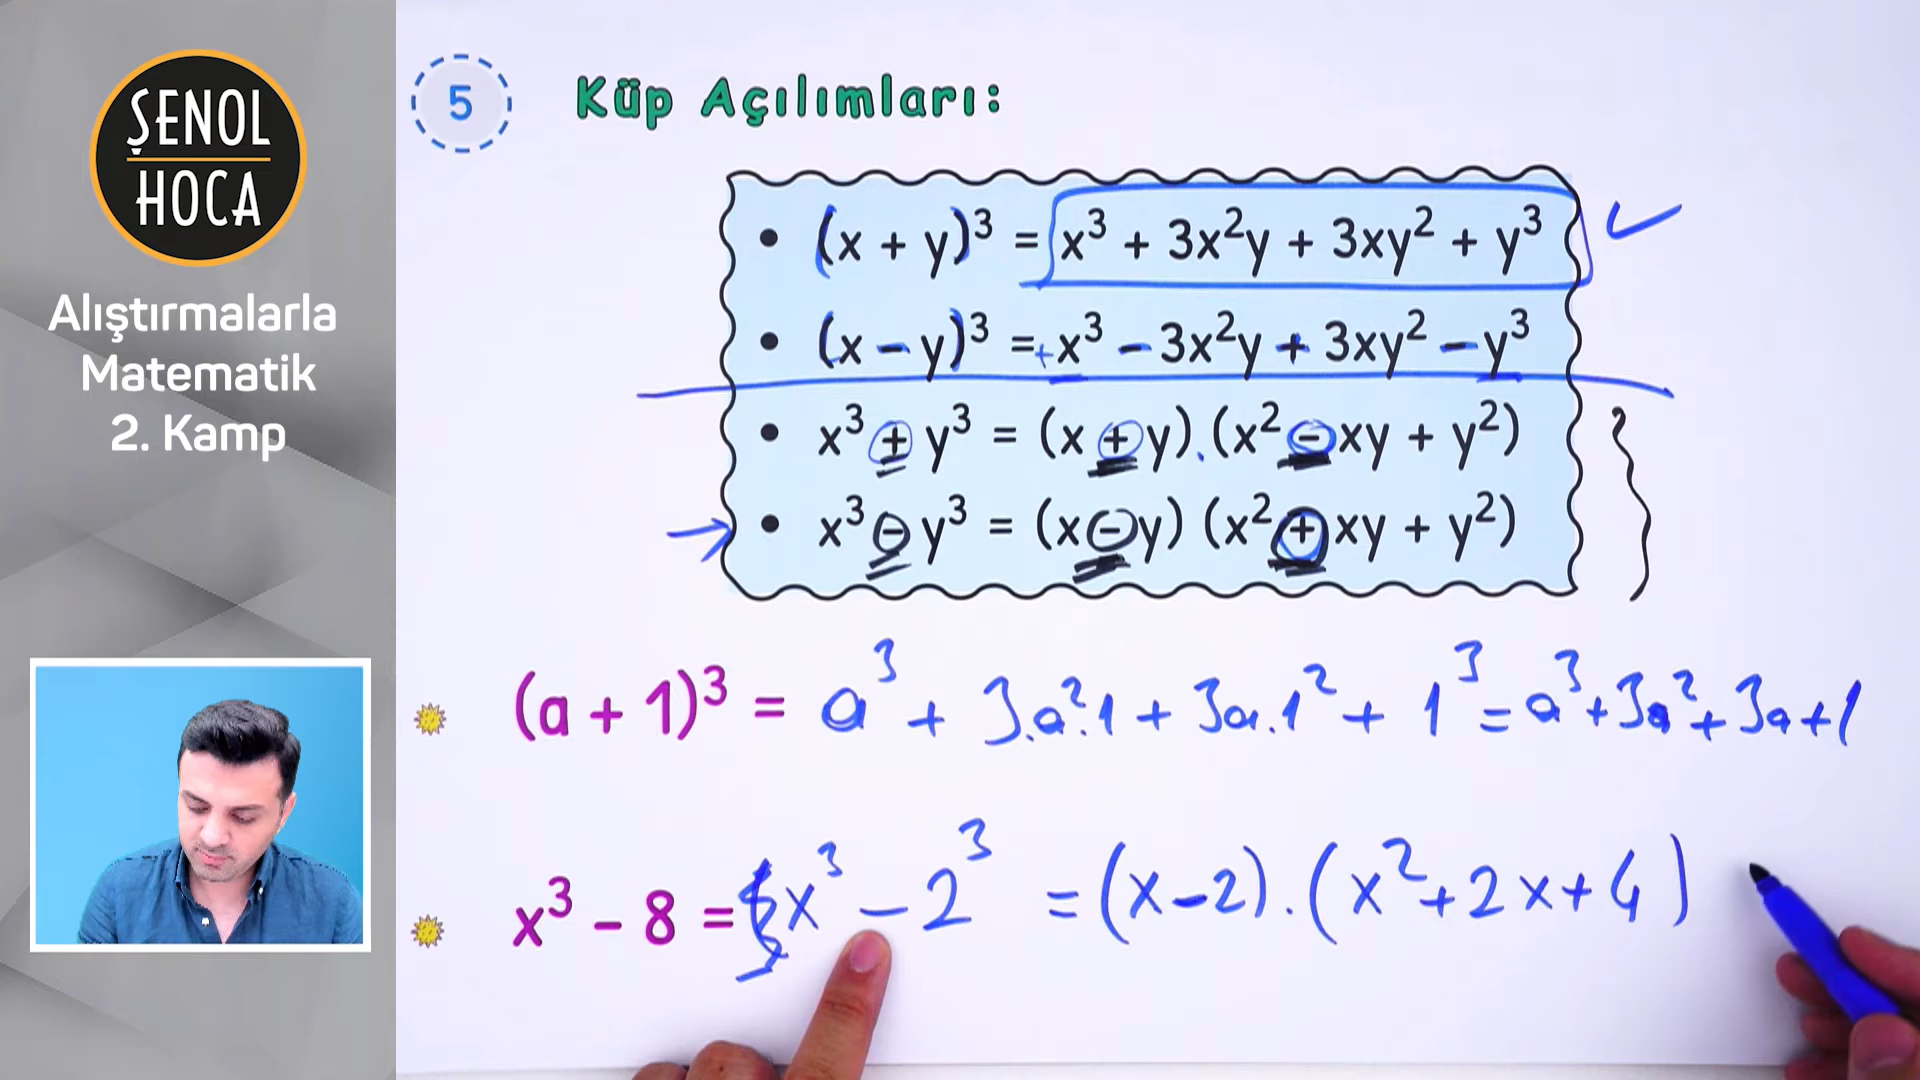 ŞENOL
HOCA
Alıştırmalarla
Matematik
2. Kamp
5 Küp Açılımları:
• (x + y)³ = x³ + 3x²y + 3xy² + y³
• (x - y)³ = +x³ - 3x²y + 3xy² - y³
• x³ + y³ = (x + y).(x² - xy + y²)
• x³ - y³ = (x - y) (x² + xy + y²)
(a + 1)³ = a³ + 3.a².1 + 3a.1² + 1³ = a³+3a²+3a+1
x³ - 8 = x³ - 2³ = (x-2).(x²+2x+4)